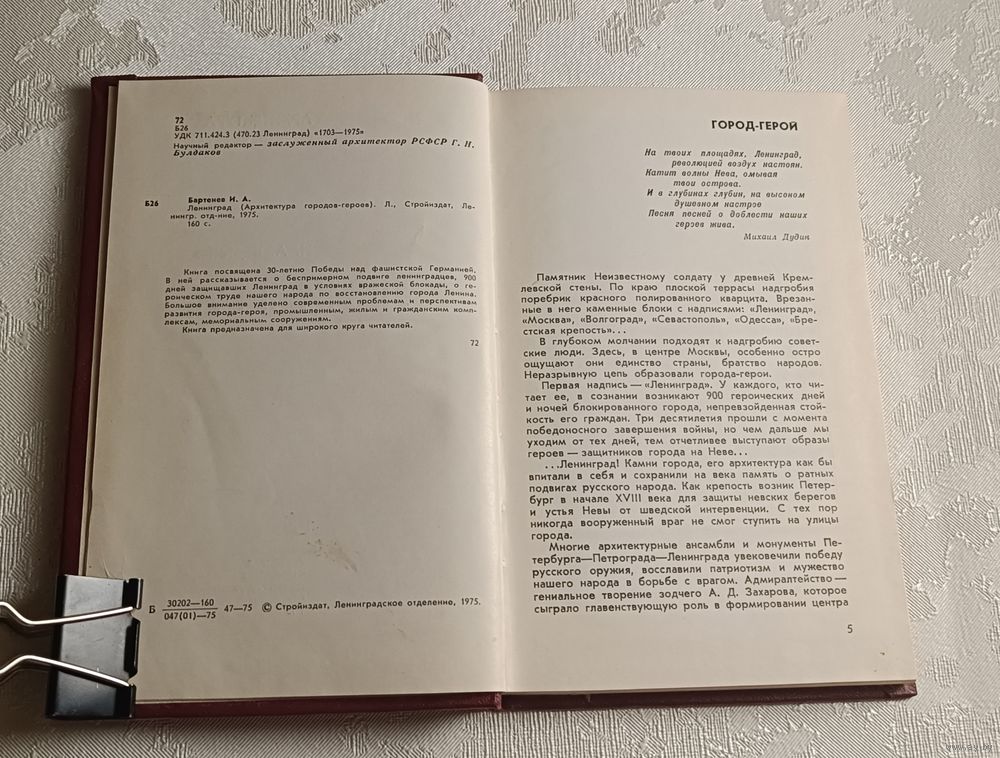 72
Б26
УДК 711.424.3 (470.23 Ленинград) «1703—1975»
Научный редактор — заслуженный архитектор РСФСР Г. Н.
Булдаков
Б26
Бартенев И. А.
Ленинград (Архитектура городов-героев). Л., Стройиздат, Ле-
нингр. отд-ние, 1975.
160 с.
Книга посвящена 30-летию Победы над фашистской Германией.
В ней рассказывается о беспримерном подвиге ленинградцев, 900
дней защищавших Ленинград в условиях вражеской блокады, о ге-
роическом труде нашего народа по восстановлению города Ленина.
Большое внимание уделено современным проблемам и перспективам
развития города-героя, промышленным, жилым и гражданским комп-
лексам, мемориальным сооружениям.
Книга предназначена для широкого круга читателей.
72
Б 30202—160
047(01)—75 47—75 © Стройиздат, Ленинградское отделение, 1975.
ГОРОД-ГЕРОЙ
На твоих площадях, Ленинград,
революцией воздух настоян.
Катит волны Нева, омывая
твои острова.
И в глубинах глубин, на высоком
душевном настрое
Песня песней о доблести наших
героев жива.
Михаил Дудин
Памятник Неизвестному солдату у древней Крем-
левской стены. По краю плоской террасы надгробия
поребрик красного полированного кварцита. Врезан-
ные в него каменные блоки с надписями: «Ленинград»,
«Москва», «Волгоград», «Севастополь», «Одесса», «Бре-
стская крепость»...
В глубоком молчании подходят к надгробию совет-
ские люди. Здесь, в центре Москвы, особенно остро
ощущают они единство страны, братство народов.
Неразрывную цепь образовали города-герои.
Первая надпись — «Ленинград». У каждого, кто чи-
тает ее, в сознании возникают 900 героических дней
и ночей блокированного города, непревзойденная стой-
кость его граждан. Три десятилетия прошли с момента
победоносного завершения войны, но чем дальше мы
уходим от тех дней, тем отчетливее выступают образы
героев — защитников города на Неве...
...Ленинград! Камни города, его архитектура как бы
впитали в себя и сохранили на века память о ратных
подвигах русского народа. Как крепость возник Петер-
бург в начале XVIII века для защиты невских берегов
и устья Невы от шведской интервенции. С тех пор
никогда вооруженный враг не смог ступить на улицы
города.
Многие архитектурные ансамбли и монументы Пе-
тербурга—Петрограда—Ленинграда увековечили победу
русского оружия, восславили патриотизм и мужество
нашего народа в борьбе с врагом. Адмиралтейство —
гениальное творение зодчего А. Д. Захарова, которое
сыграло главенствующую роль в формировании центра
5